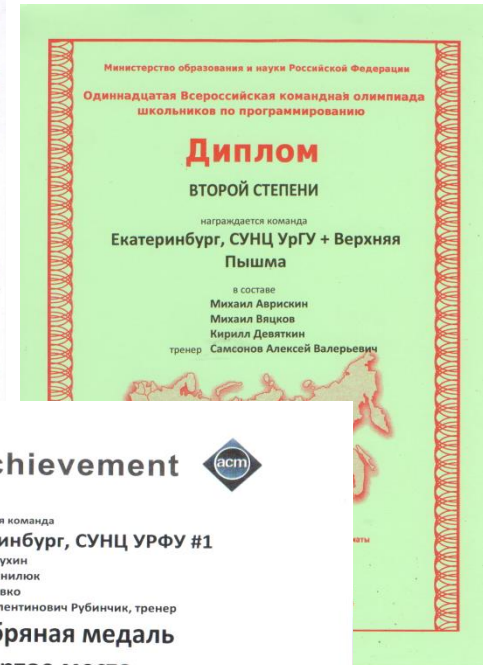 Министерство образования и науки Российской Федерации
Одиннадцатая Всероссийская командная олимпиада
школьников по программированию
Диплом
ВТОРОЙ СТЕПЕНИ
награждается команда
Екатеринбург, СУНЦ УрГУ + Верхняя
Пышма
в составе
Михаил Аврискин
Михаил Вяцков
Кирилл Девяткин
тренер Самсонов Алексей Валерьевич
chievement acm
я команда
инбург, СУНЦ УРФУ #1
ухин
нилюк
вко
лентинович Рубинчик, тренер
бряная медаль